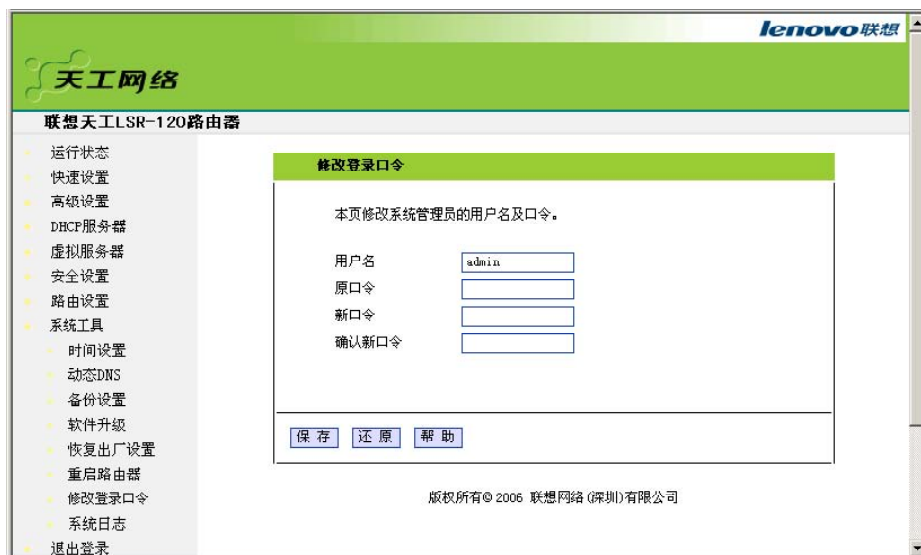 lenovo联想
天工网络
联想天工LSR-120路由器
运行状态
快速设置
高级设置
DHCP服务器
虚拟服务器
安全设置
路由设置
系统工具
时间设置
动态DNS
备份设置
软件升级
恢复出厂设置
重启路由器
修改登录口令
系统日志
退出登录
修改登录口令
本页修改系统管理员的用户名及口令。
用户名 admin
原口令
新口令
确认新口令
保存 还原 帮助
版权所有© 2006 联想网络(深圳)有限公司